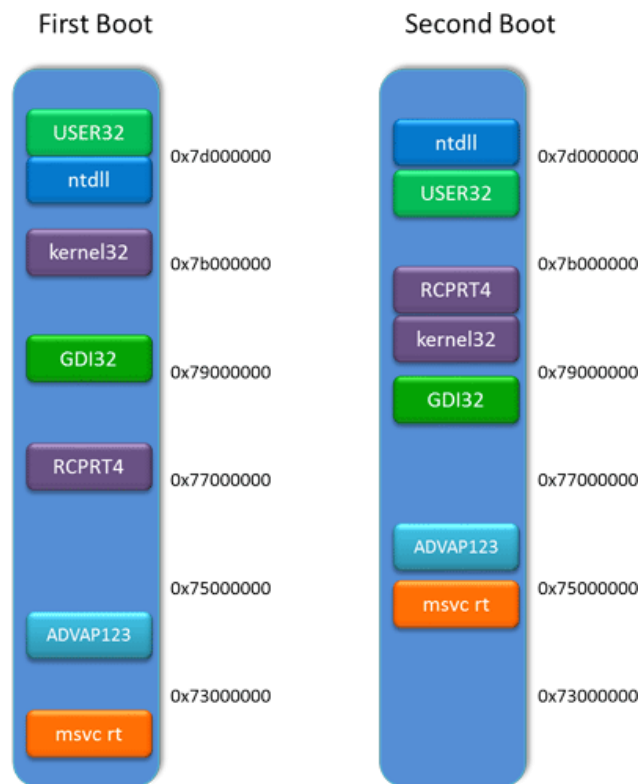 First Boot
USER32
0x7d000000
ntdll
kernel32
0x7b000000
GDI32
0x79000000
RCPRT4
0x77000000
0x75000000
ADVAP123
0x73000000
msvc rt
Second Boot
ntdll
0x7d000000
USER32
0x7b000000
RCPRT4
kernel32
0x79000000
GDI32
0x77000000
ADVAP123
0x75000000
msvc rt
0x73000000